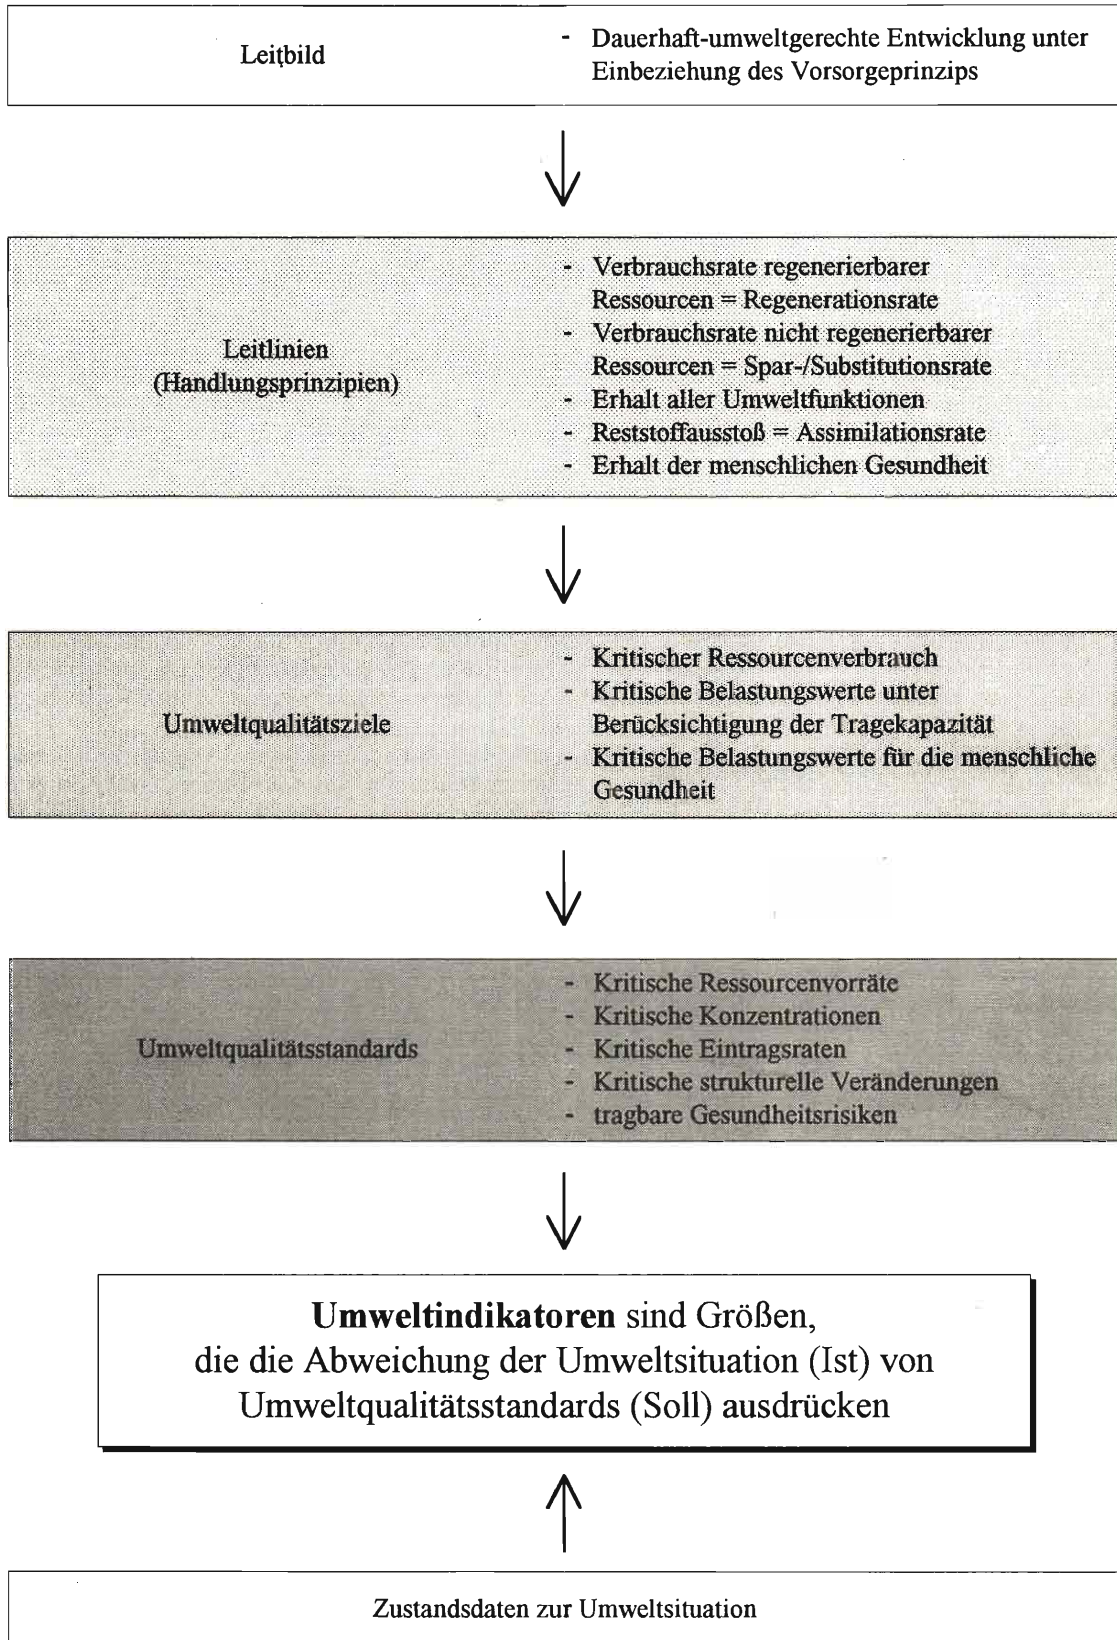 Leitbild
- Dauerhaft-umweltgerechte Entwicklung unter
Einbeziehung des Vorsorgeprinzips
Leitlinien
(Handlungsprinzipien)
- Verbrauchsrate regenerierbarer
Ressourcen = Regenerationsrate
- Verbrauchsrate nicht regenerierbarer
Ressourcen = Spar-/Substitutionsrate
- Erhalt aller Umweltfunktionen
- Reststoffausstoß = Assimilationsrate
- Erhalt der menschlichen Gesundheit
Umweltqualitätsziele
- Kritischer Ressourcenverbrauch
- Kritische Belastungswerte unter
Berücksichtigung der Tragekapazität
- Kritische Belastungswerte für die menschliche
Gesundheit
Umweltqualitätsstandards
- Kritische Ressourcenvorräte
- Kritische Konzentrationen
- Kritische Eintragsraten
- Kritische strukturelle Veränderungen
- tragbare Gesundheitsrisiken
Umweltindikatoren sind Größen,
die die Abweichung der Umweltsituation (Ist) von
Umweltqualitätsstandards (Soll) ausdrücken
Zustandsdaten zur Umweltsituation